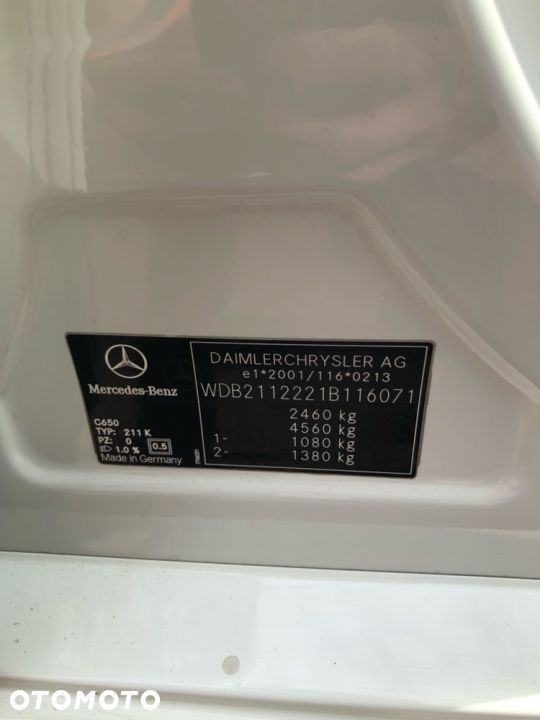 Mercedes-Benz
C650
TYP: 211 K
PZ: 0
1.0 % 0.5
Made in Germany
DAIMLERCHRYSLER AG
e1*2001/116*0213
WDB2112221B116071
2460 kg
4560 kg
1- 1080 kg
2- 1380 kg
OTOMOTO